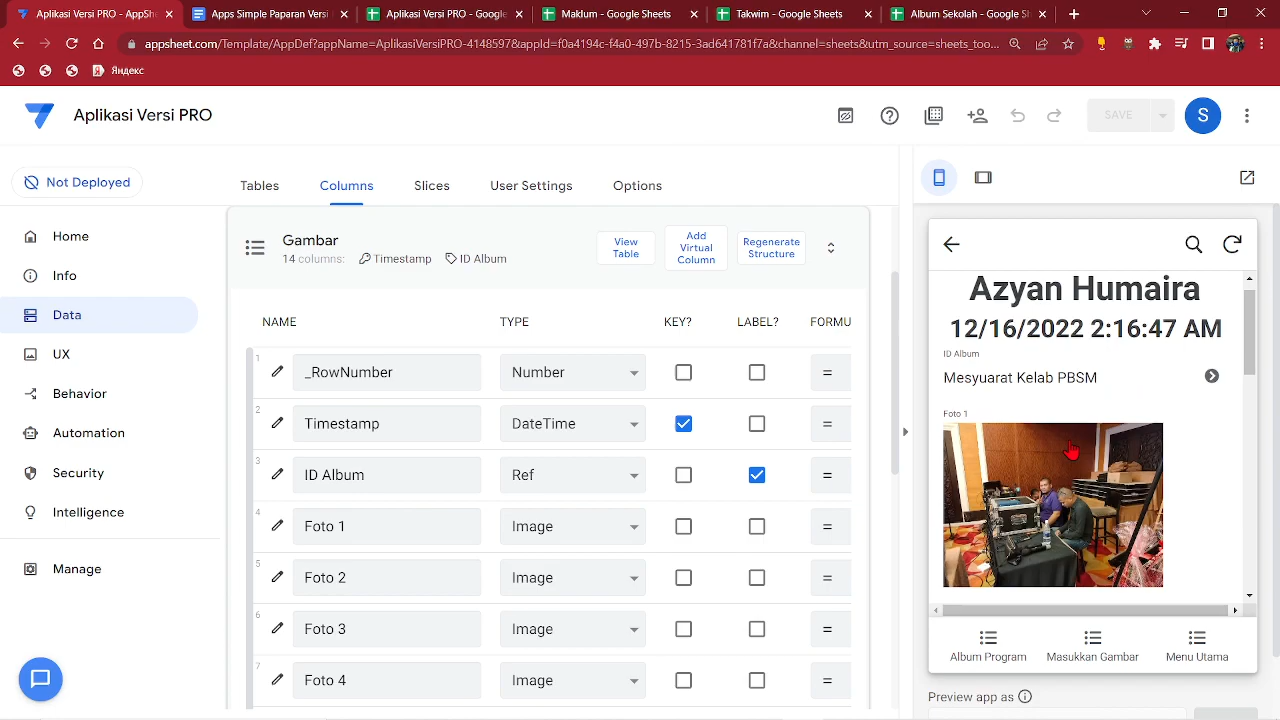 Aplikasi Versi PRO - AppShe
Apps Simple Paparan Versi
Aplikasi Versi PRO - Google
Maklum - Google Sheets
Takwim - Google Sheets
Album Sekolah - Google Sh
appsheet.com/Template/AppDef?appName=AplikasiVersiPRO-4148597&appId=f0a4194c-f4a0-497b-8215-3ad641781f7a&channel=sheets&utm_source=sheets_too...
Яндекс
Aplikasi Versi PRO
SAVE
S
Not Deployed
Tables
Columns
Slices
User Settings
Options
Home
Info
Data
UX
Behavior
Automation
Security
Intelligence
Manage
Gambar
14 columns: Timestamp ID Album
View Table
Add Virtual Column
Regenerate Structure
NAME TYPE KEY? LABEL? FORMU
1 _RowNumber Number =
2 Timestamp DateTime =
3 ID Album Ref =
4 Foto 1 Image =
5 Foto 2 Image =
6 Foto 3 Image =
7 Foto 4 Image =
Azyan Humaira
12/16/2022 2:16:47 AM
ID Album
Mesyuarat Kelab PBSM
Foto 1
Album Program
Masukkan Gambar
Menu Utama
Preview app as